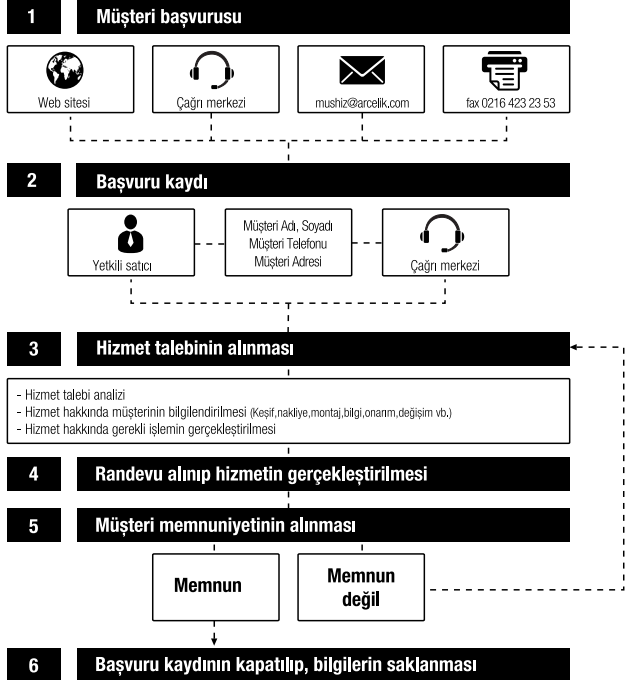 1 Müşteri başvurusu
Web sitesi
Çağrı merkezi
mushiz@arcelik.com
fax 0216 423 23 53
2 Başvuru kaydı
Yetkili satıcı
Müşteri Adı, Soyadı
Müşteri Telefonu
Müşteri Adresi
Çağrı merkezi
3 Hizmet talebinin alınması
- Hizmet talebi analizi
- Hizmet hakkında müşterinin bilgilendirilmesi (Keşif,nakliye,montaj,bilgi,onarım,değişim vb.)
- Hizmet hakkında gerekli işlemin gerçekleştirilmesi
4 Randevu alınıp hizmetin gerçekleştirilmesi
5 Müşteri memnuniyetinin alınması
Memnun
Memnun
değil
6 Başvuru kaydının kapatılıp, bilgilerin saklanması